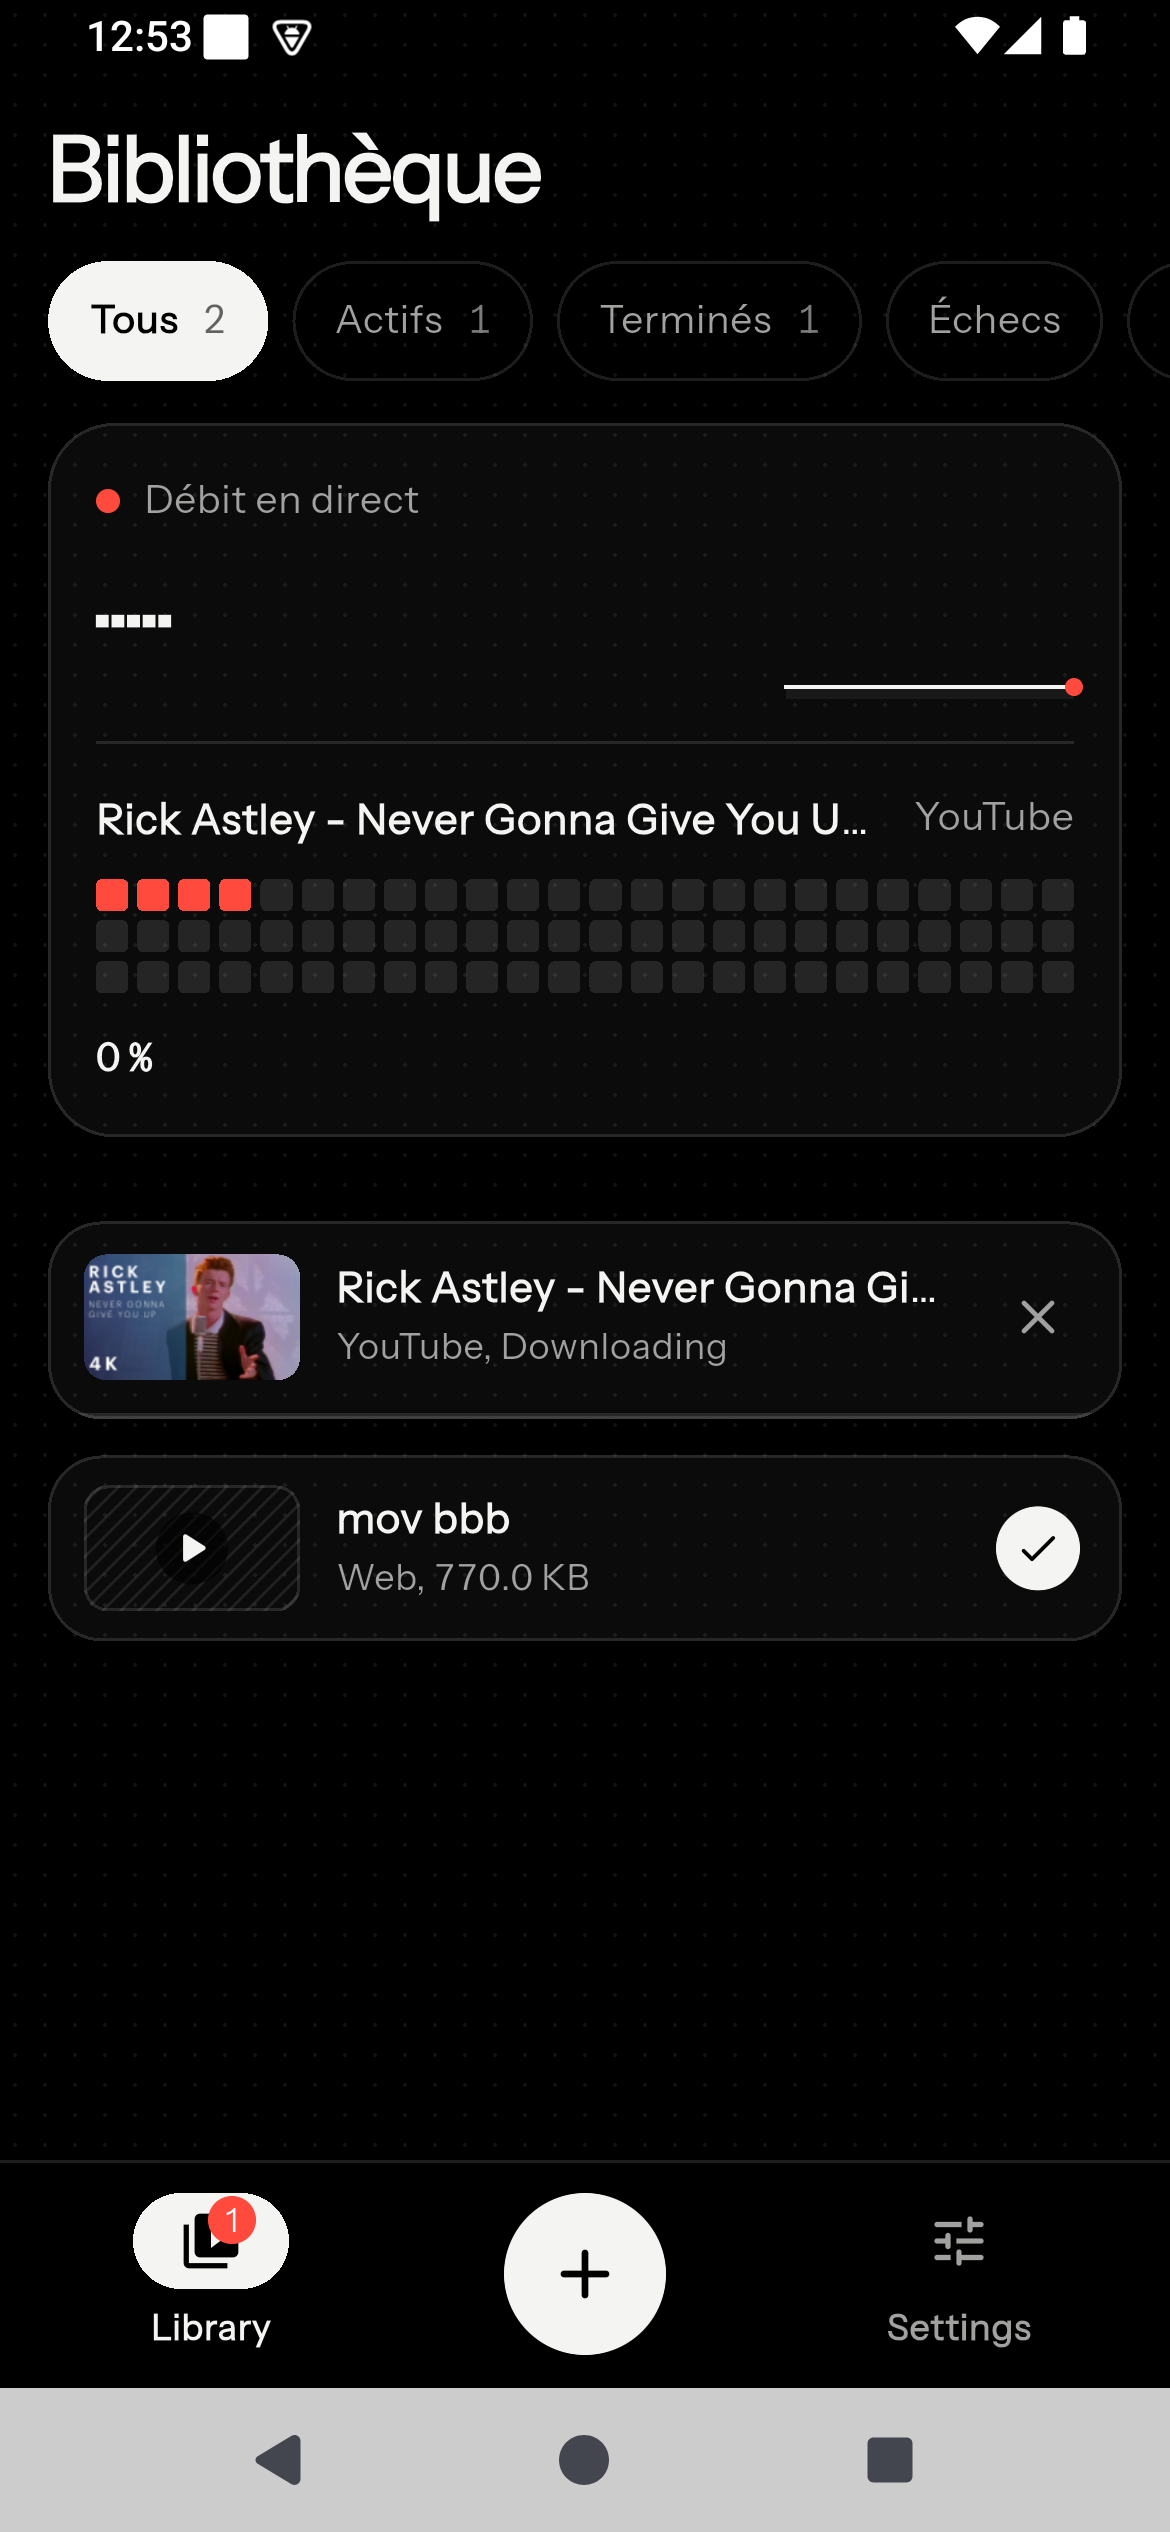 12:53
Bibliothèque
Tous 2
Actifs 1
Terminés 1
Échecs
Débit en direct
Rick Astley - Never Gonna Give You U...
YouTube
0 %
RICK
ASTLEY
NEVER GONNA
GIVE YOU UP
4K
Rick Astley - Never Gonna Gi...
YouTube, Downloading
mov bbb
Web, 770.0 KB
1
Library
Settings